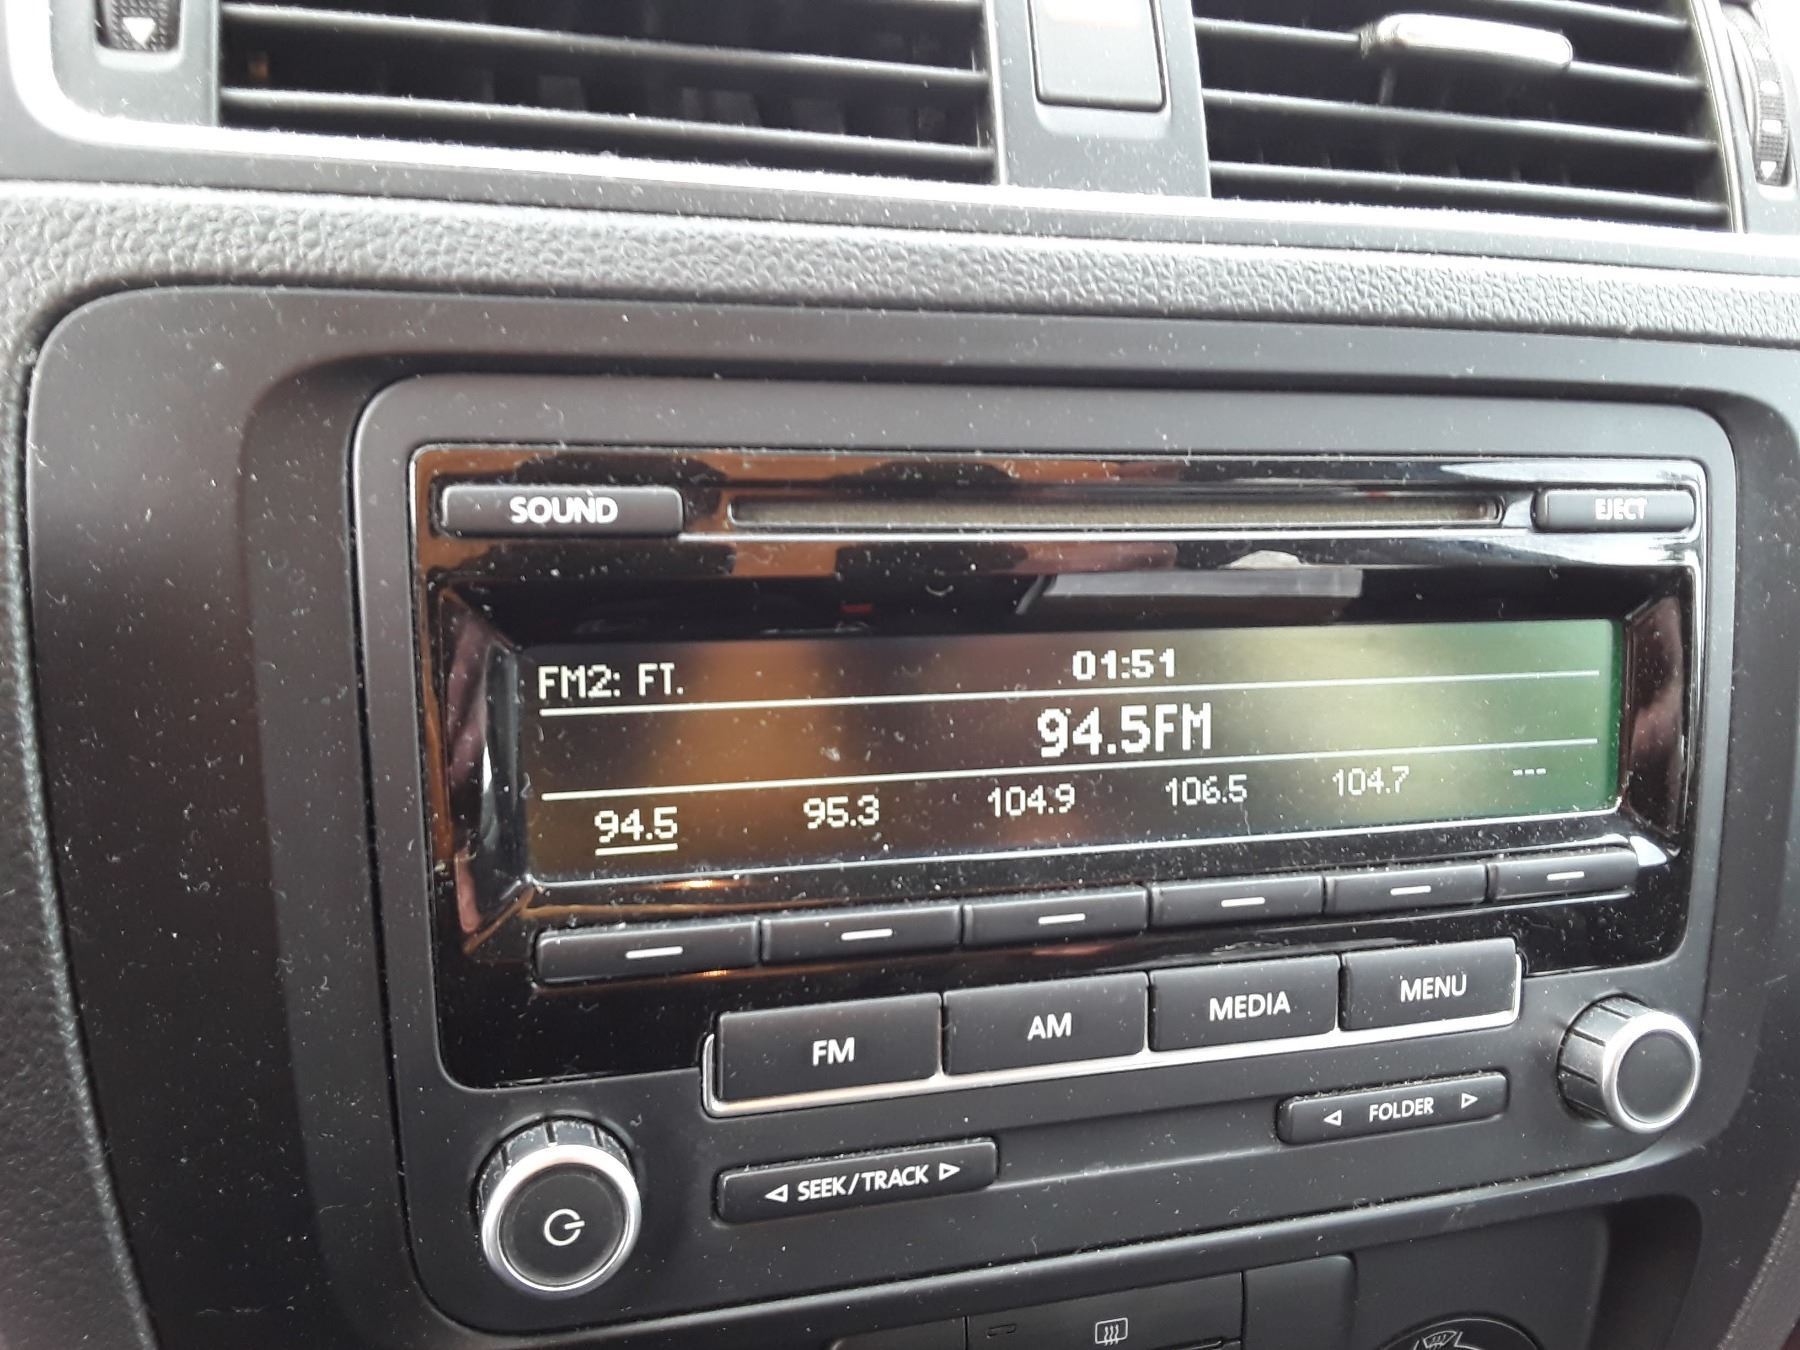 SOUND
EJECT
FM2: FT.
01:51
94.5FM
94.5 95.3 104.9 106.5 104.7 ---
FM
AM
MEDIA
MENU
FOLDER
SEEK/TRACK